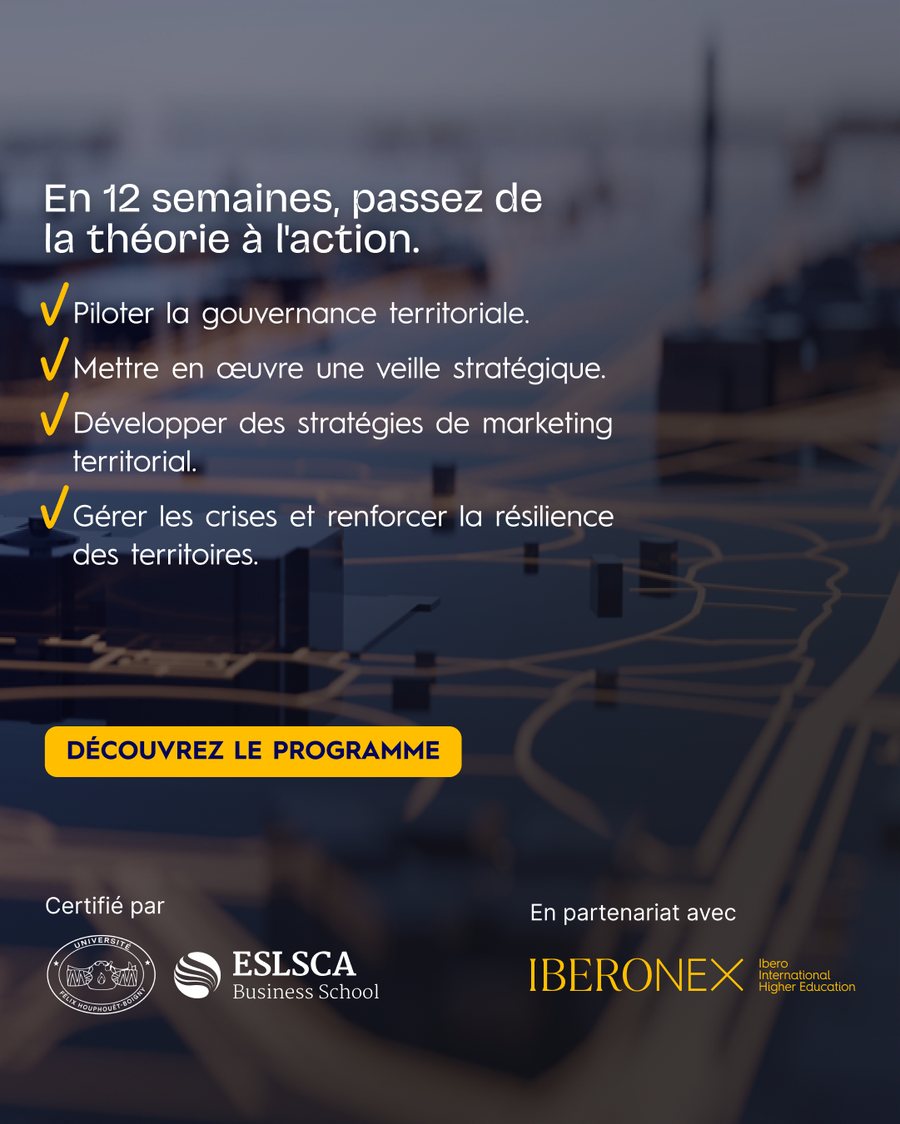 En 12 semaines, passez de
la théorie à l'action.
Piloter la gouvernance territoriale.
Mettre en œuvre une veille stratégique.
Développer des stratégies de marketing
territorial.
Gérer les crises et renforcer la résilience
des territoires.
DÉCOUVREZ LE PROGRAMME
Certifié par
UNIVERSITÉ
FELIX HOUPHOUËT-BOIGNY
ESLSCA
Business School
En partenariat avec
IBERONEX
Ibero
International
Higher Education